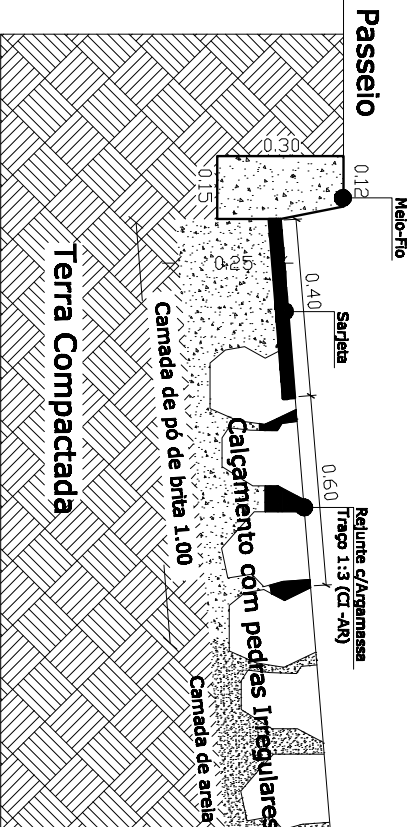 Passeio
Meio-Fio
0.12
0.30
0.15
Sarjeta
0.40
0.25
0.60
Rejunte c/Argamassa
Traço 1:3 (CI -AR)
Calçamento com pedras Irregulares
Camada de pó de brita 1.00
Camada de areia
Terra Compactada